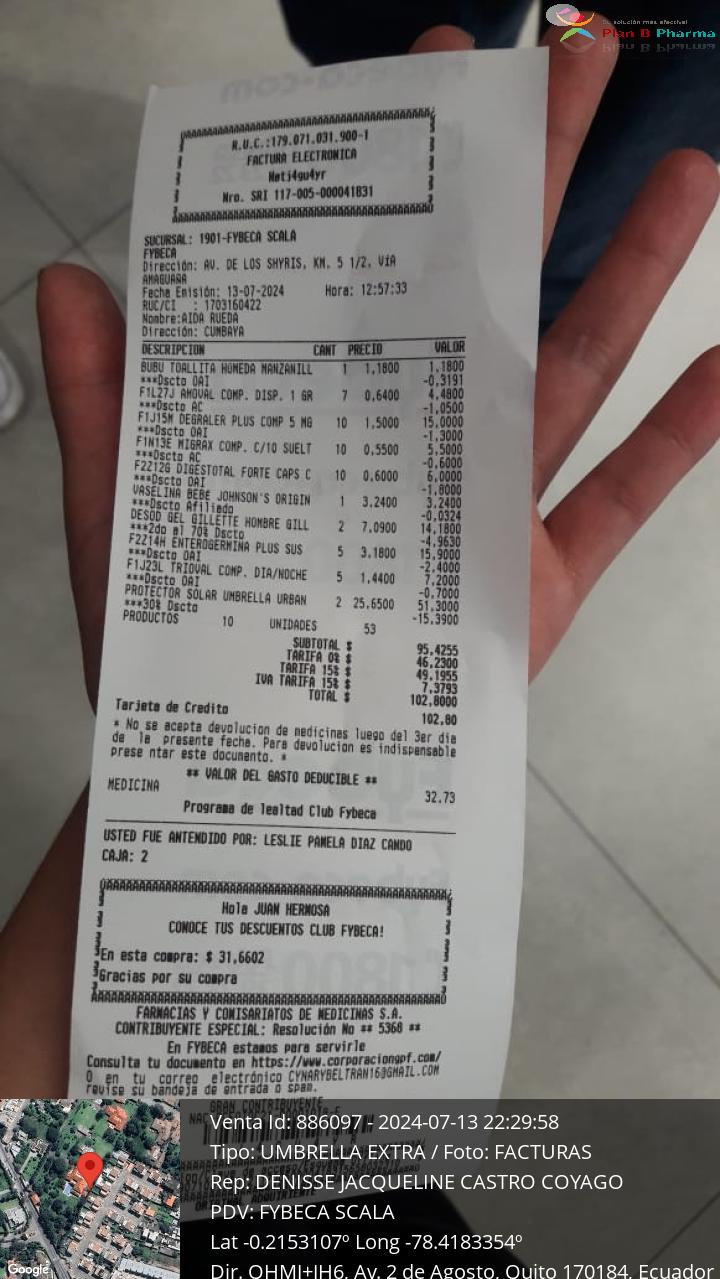 Tu solución más efectiva!
Plan B Pharma
R.U.C.:179.071.031.900-1
FACTURA ELECTRONICA
Meti4gu4yr
Nro. SRI 117-005-000041831
SUCURSAL: 1901-FYBECA SCALA
FYBECA
Dirección: AV. DE LOS SHYRIS, KM. 5 1/2, VíA
AMAGUAÑA
Fecha Emisión: 13-07-2024 Hora: 12:57:33
RUC/CI : 1703160422
Nombre:AIDA RUEDA
Dirección: CUMBAYA
DESCRIPCION CANT PRECIO VALOR
BUBU TOALLITA HÚMEDA MANZANILL 1 1,1800 1,1800
***Dscto OAI -0,3191
F1L27J AMOVAL COMP. DISP. 1 GR 7 0,6400 4,4800
***Dscto AC -1,0500
F1J15M DEGRALER PLUS COMP 5 MG 10 1,5000 15,0000
***Dscto OAI -1,3000
F1N13E MIGRAX COMP. C/10 SUELT 10 0,5500 5,5000
***Dscto AC -0,6000
F2Z12G DIGESTOTAL FORTE CAPS C 10 0,6000 6,0000
***Dscto OAI -1,8000
VASELINA BEBE JOHNSON'S ORIGIN 1 3,2400 3,2400
***Dscto Afiliado -0,0324
DESOD GEL GILLETTE HOMBRE GILL 2 7,0900 14,1800
***2do al 70% Dscto -4,9630
F2Z14H ENTEROGERMINA PLUS SUS 5 3,1800 15,9000
***Dscto OAI -2,4000
F1J23L TRIOVAL COMP. DIA/NOCHE 5 1,4400 7,2000
***Dscto OAI -0,7000
PROTECTOR SOLAR UMBRELLA URBAN 2 25,6500 51,3000
***30% Dscto -15,3900
PRODUCTOS 10 UNIDADES 53
SUBTOTAL $ 95,4255
TARIFA 0% $ 46,2300
TARIFA 15% $ 49,1955
IVA TARIFA 15% $ 7,3793
TOTAL $ 102,8000
Tarjeta de Credito 102,80
* No se acepta devolucion de medicinas luego del 3er dia
de la presente fecha. Para devolucion es indispensable
prese ntar este documento. *
** VALOR DEL GASTO DEDUCIBLE **
MEDICINA 32.73
Programa de lealtad Club Fybeca
USTED FUE ANTENDIDO POR: LESLIE PAMELA DIAZ CANDO
CAJA: 2
Hola JUAN HERMOSA
CONOCE TUS DESCUENTOS CLUB FYBECA!
En esta compra: $ 31,6602
Gracias por su compra
FARMACIAS Y COMISARIATOS DE MEDICINAS S.A.
CONTRIBUYENTE ESPECIAL: Resolución No ** 5368 **
En FYBECA estamos para servirle
Consulta tu documento en https://www.corporaciongpf.com/
O en tu correo electrónico CYNARYBELTRAN16@GMAIL.COM
revise su bandeja de entrada o span.
GRAN CONTRIBUYENTE
ORIGINAL ADQUIRIENTE
Venta Id: 886097 - 2024-07-13 22:29:58
Tipo: UMBRELLA EXTRA / Foto: FACTURAS
Rep: DENISSE JACQUELINE CASTRO COYAGO
PDV: FYBECA SCALA
Lat -0.2153107º Long -78.4183354º
Dir. QHMJ+JH6, Av. 2 de Agosto, Quito 170184, Ecuador
Google